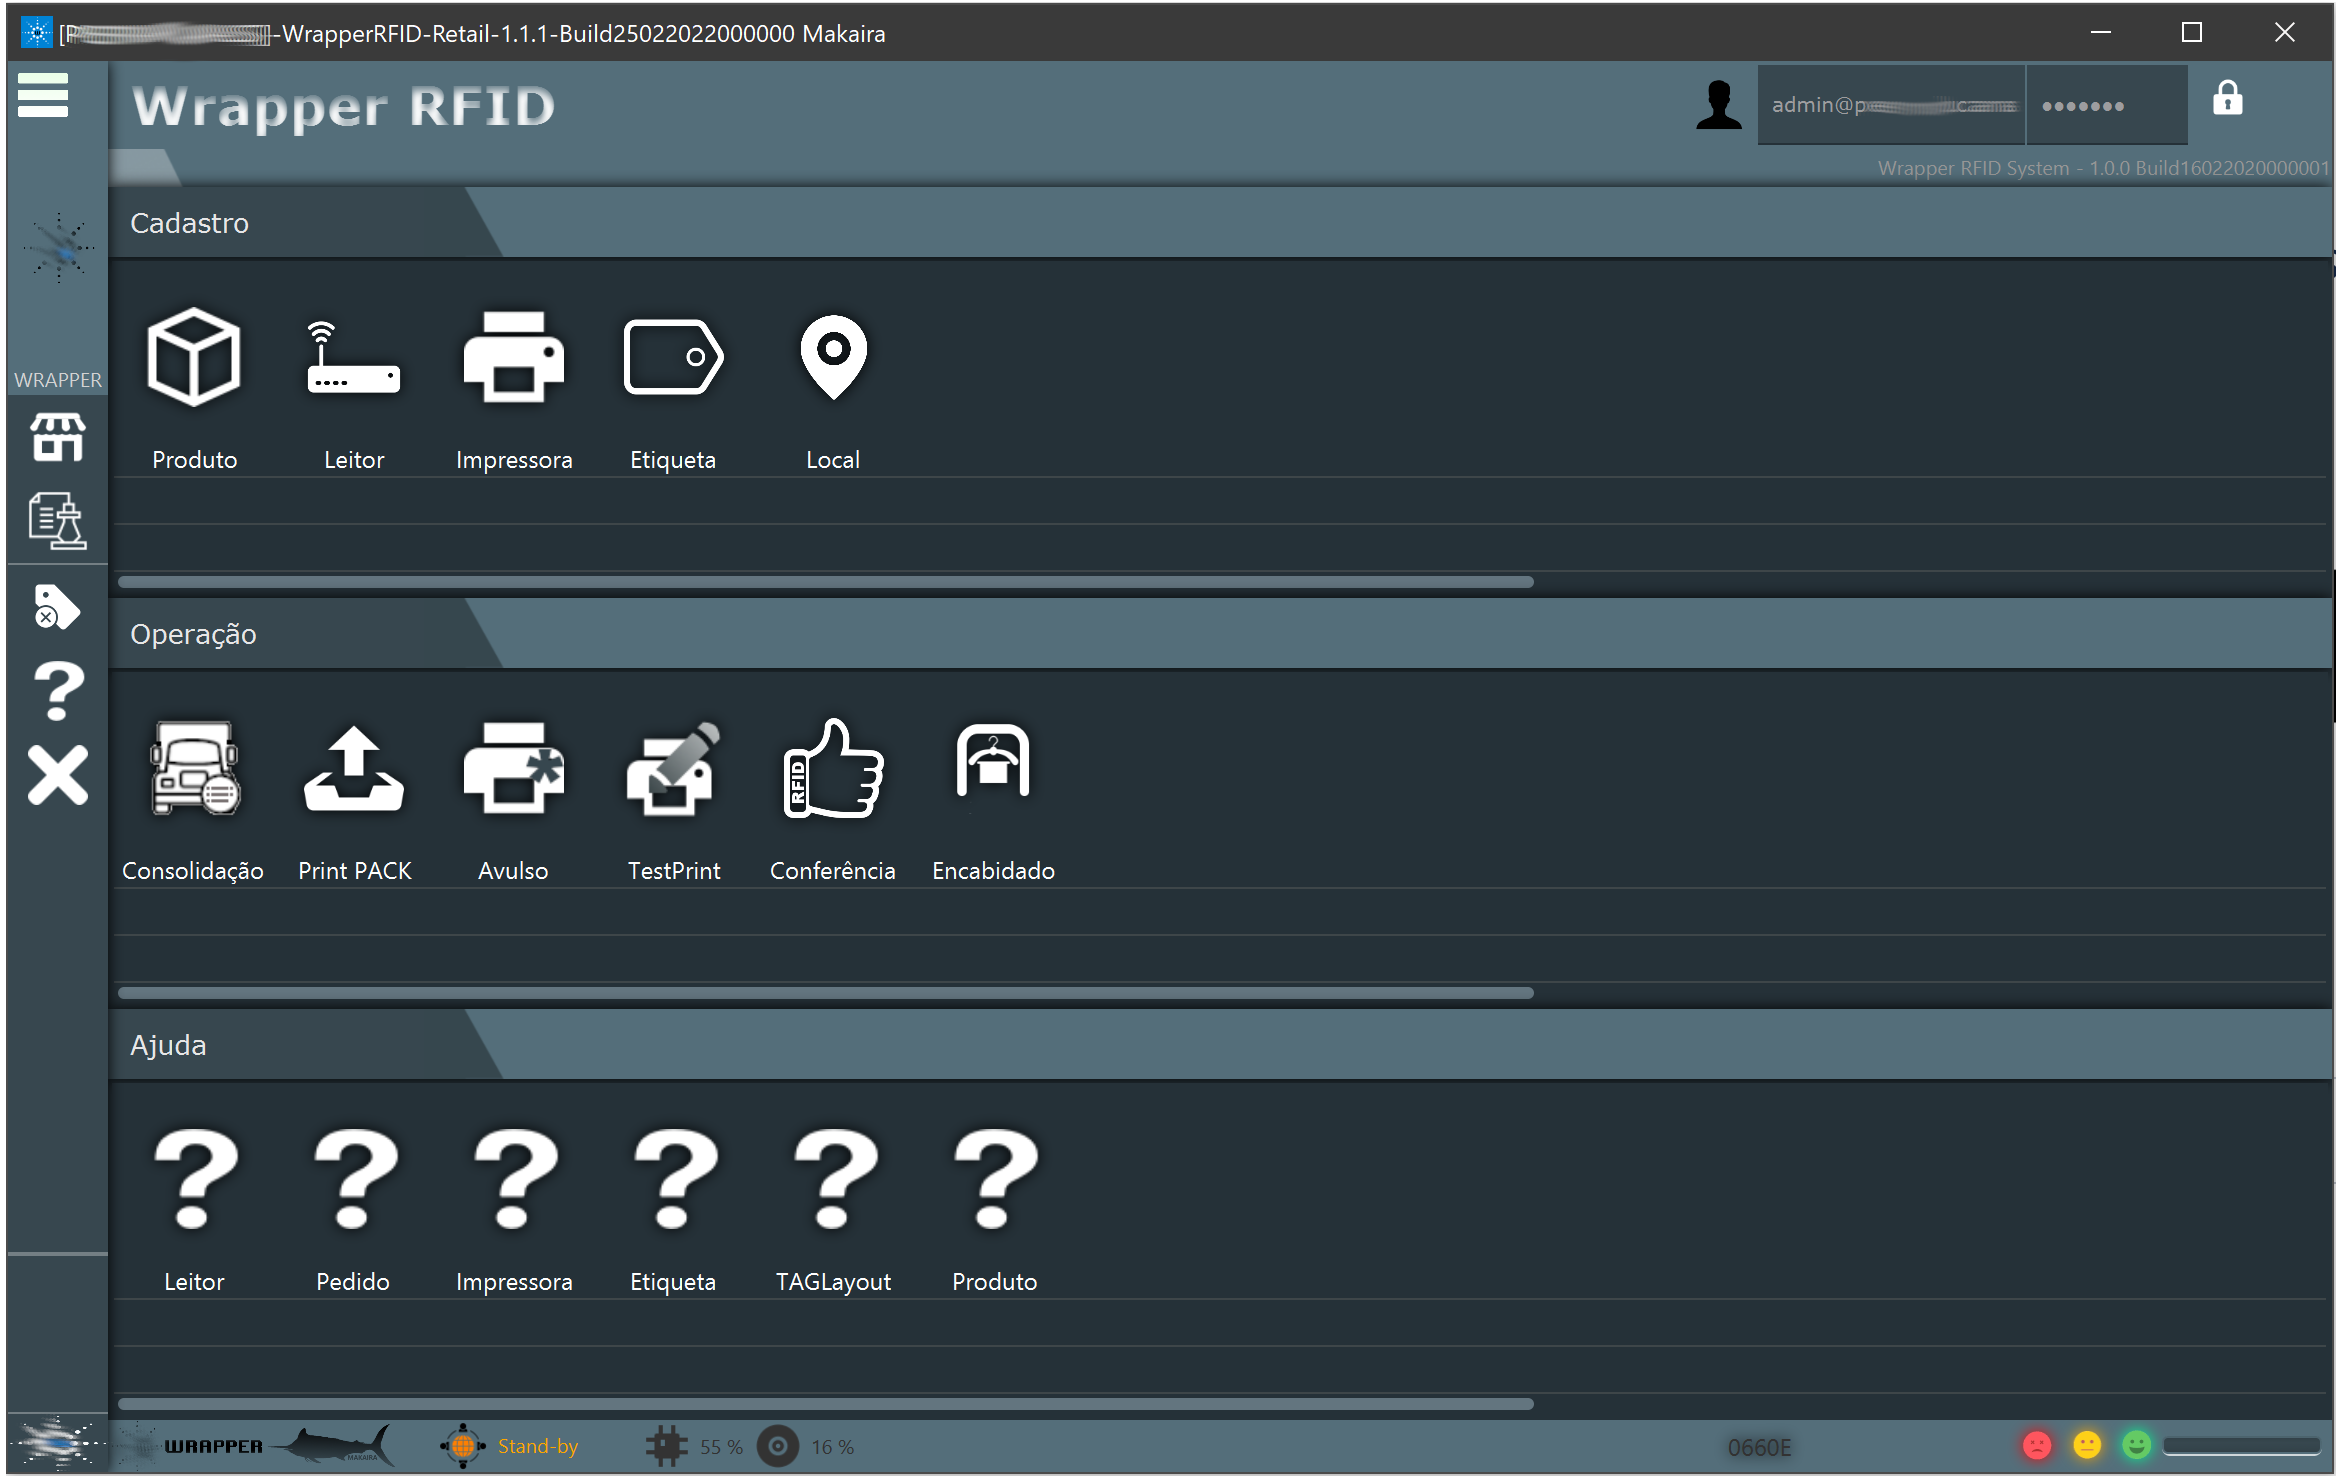 -WrapperRFID-Retail-1.1.1-Build25022022000000 Makaira
Wrapper RFID
admin@
Wrapper RFID System - 1.0.0 Build16022020000001
WRAPPER
Cadastro
Produto Leitor Impressora Etiqueta Local
Operação
RFID
Consolidação Print PACK Avulso TestPrint Conferência Encabidado
Ajuda
Leitor Pedido Impressora Etiqueta TAGLayout Produto
WRAPPER MAKAIRA Stand-by 55 % 16 % 0660E